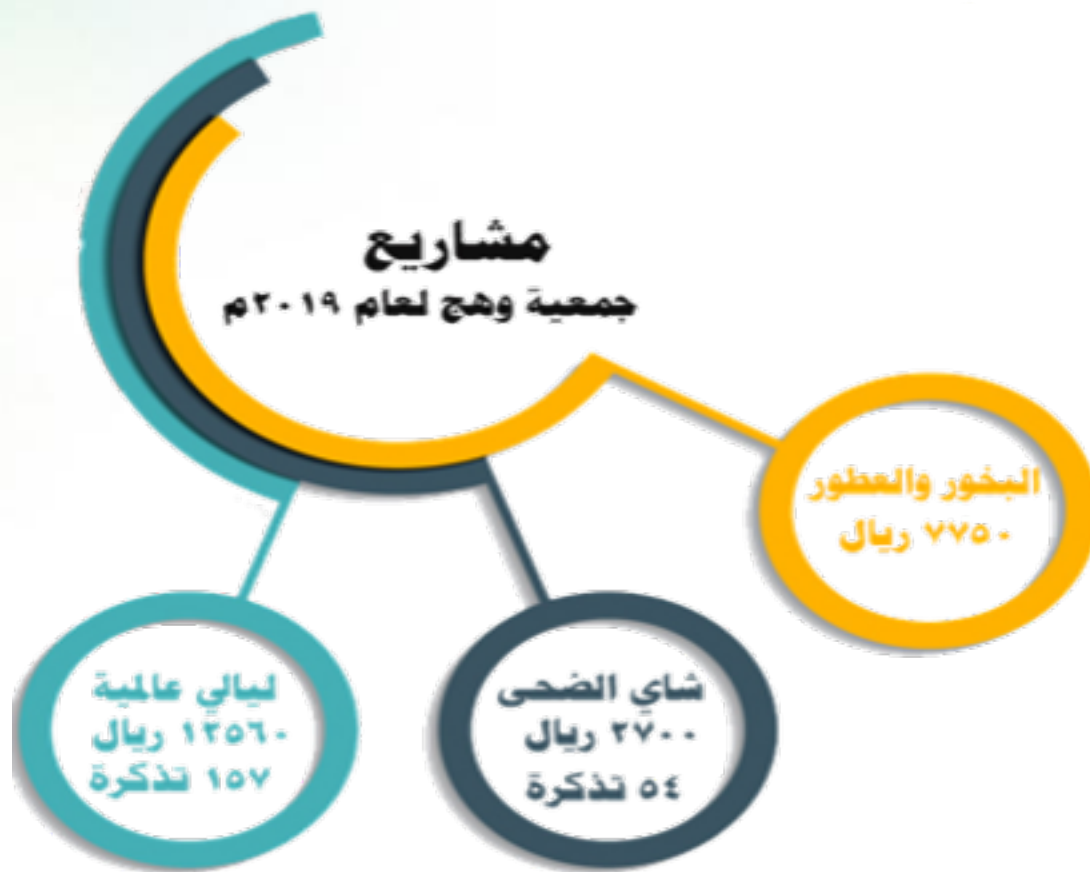 مشاريع
جمعية وهج لعام ٢٠١٩م
البخور والعطور
٧٧٥٠ ريال
شاي الضحى
٢٧٠٠ ريال
٥٤ تذكرة
ليالي عالمية
١٢٥٦٠ ريال
١٥٧ تذكرة